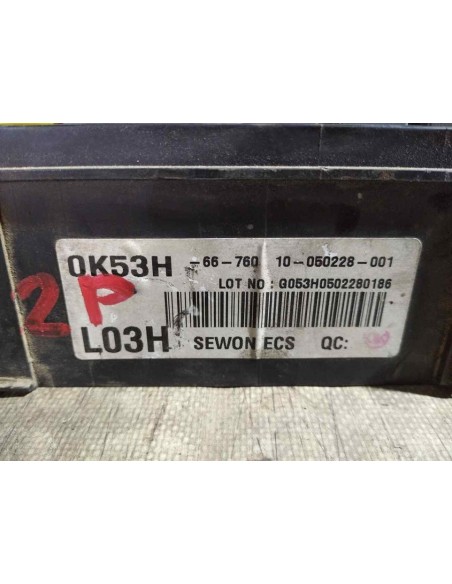 0K53H -66-760 10-050228-001
LOT NO : G053H0502280186
2P
L03H SEWON ECS QC: